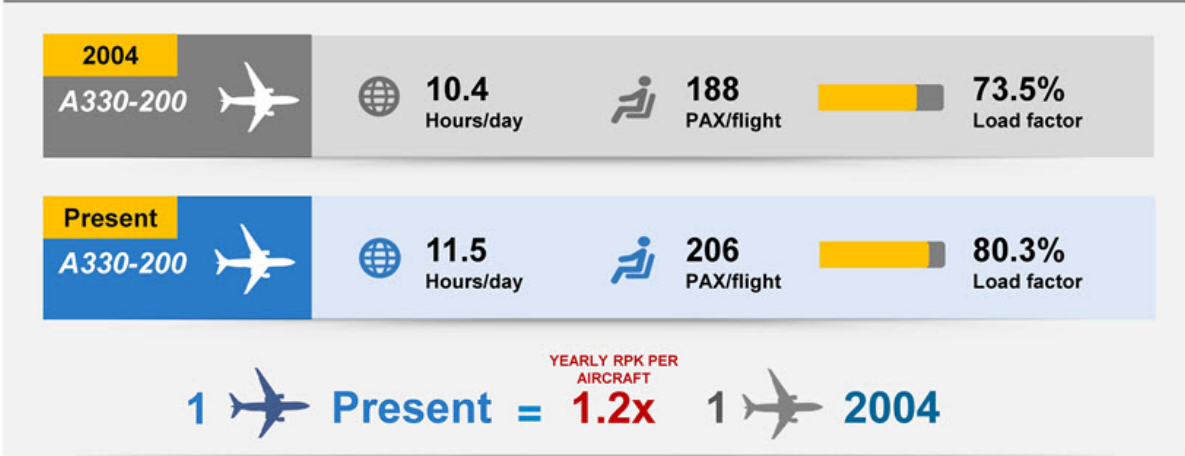 2004
A330-200
10.4
Hours/day
188
PAX/flight
73.5%
Load factor
Present
A330-200
11.5
Hours/day
206
PAX/flight
80.3%
Load factor
YEARLY RPK PER
AIRCRAFT
1 Present = 1.2x 1 2004